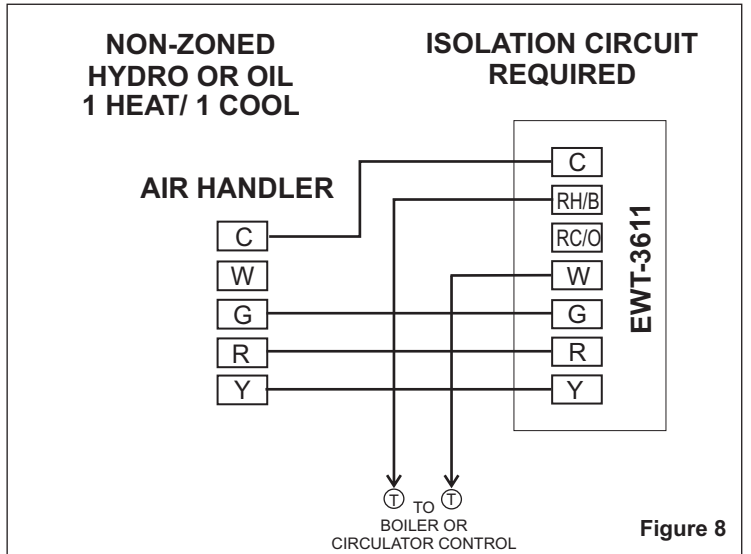 NON-ZONED
HYDRO OR OIL
1 HEAT/ 1 COOL
ISOLATION CIRCUIT
REQUIRED
AIR HANDLER
C
W
G
R
Y
C
RH/B
RC/O
W
G
R
Y
EWT-3611
T TO T
BOILER OR
CIRCULATOR CONTROL
Figure 8